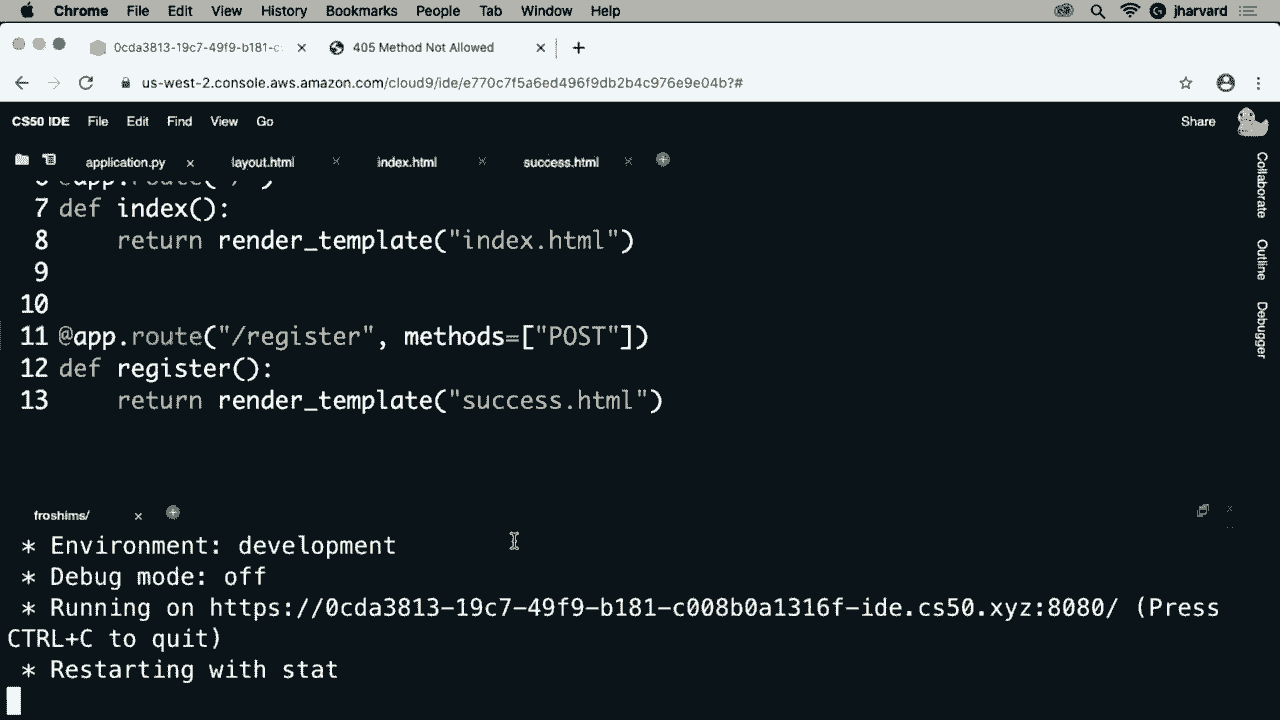 Chrome File Edit View History Bookmarks People Tab Window Help jharvard
0cda3813-19c7-49f9-b181-c 405 Method Not Allowed
us-west-2.console.aws.amazon.com/cloud9/ide/e770c7f5a6ed496f9db2b4c976e9e04b?#
CS50 IDE File Edit Find View Go Share
application.py layout.html index.html success.html
6 @app.route("/")
7 def index():
8 return render_template("index.html")
9
10
11 @app.route("/register", methods=["POST"])
12 def register():
13 return render_template("success.html")
Collaborate
Outline
Debugger
froshims/
* Environment: development
* Debug mode: off
* Running on https://0cda3813-19c7-49f9-b181-c008b0a1316f-ide.cs50.xyz:8080/ (Press
CTRL+C to quit)
* Restarting with stat